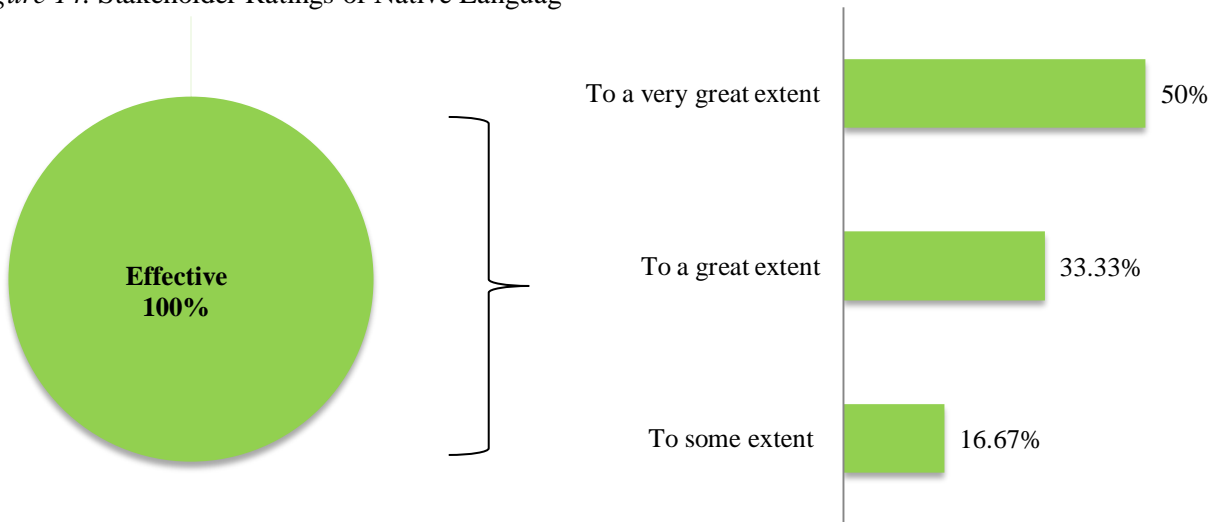 Stakeholder Ratings of Native Languag
To a very great extent
50%
Effective
100%
To a great extent
33.33%
To some extent
16.67%